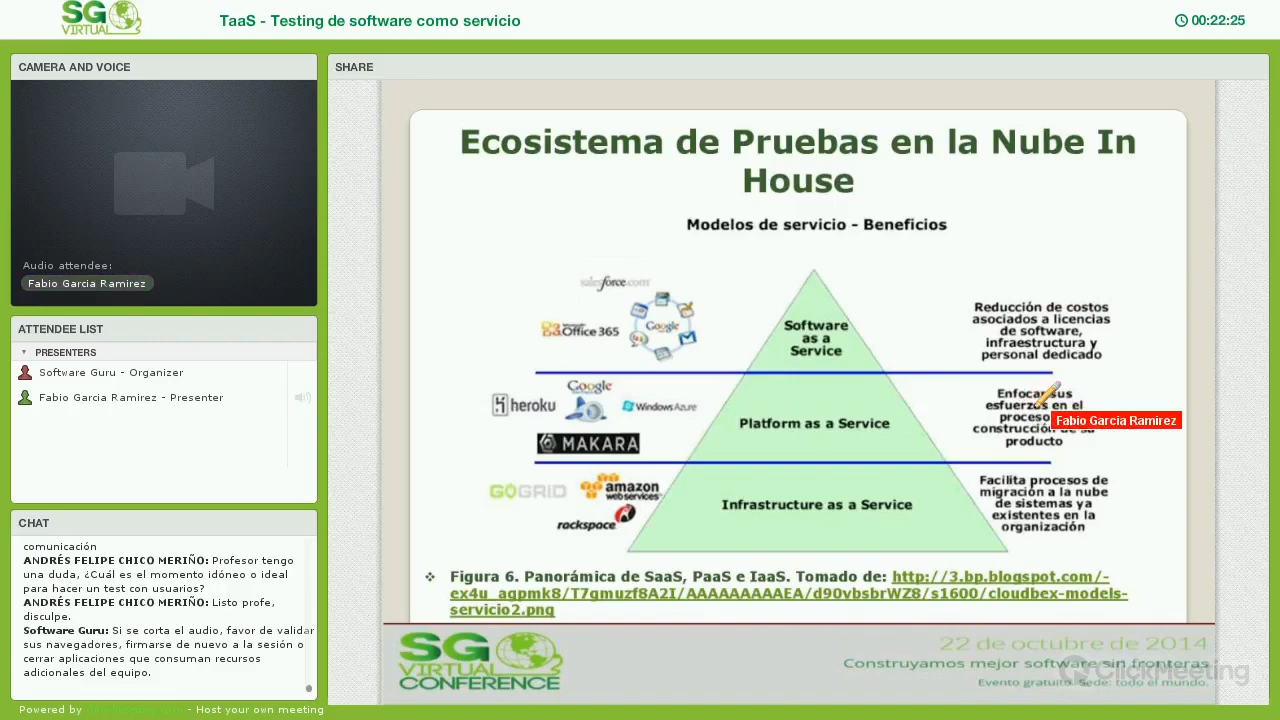 SG
VIRTUAL
TaaS - Testing de software como servicio
00:22:25
CAMERA AND VOICE
Audio attendee:
Fabio Garcia Ramirez
ATTENDEE LIST
PRESENTERS
Software Guru - Organizer
Fabio Garcia Ramirez - Presenter
CHAT
comunicación
ANDRÉS FELIPE CHICO MERIÑO: Profesor tengo
una duda, ¿Cuál es el momento idóneo o ideal
para hacer un test con usuarios?
ANDRÉS FELIPE CHICO MERIÑO: Listo profe,
disculpe.
Software Guru: Si se corta el audio, favor de validar
sus navegadores, firmarse de nuevo a la sesión o
cerrar aplicaciones que consuman recursos
adicionales del equipo.
Powered by - Host your own meeting
SHARE
Ecosistema de Pruebas en la Nube In
House
Modelos de servicio - Beneficios
salesforce.com
Microsoft Office 365
Google
Software
as a
Service
Reducción de costos
asociados a licencias
de software,
infraestructura y
personal dedicado
heroku
Google
Windows Azure
MAKARA
Platform as a Service
Enfocar sus
esfuerzos en el
proceso
construcción de su
producto
Fabio Garcia Ramirez
GOGRID
amazon
webservices
rackspace
Infrastructure as a Service
Facilita procesos de
migración a la nube
de sistemas ya
existentes en la
organización
❖ Figura 6. Panorámica de SaaS, PaaS e IaaS. Tomado de: http://3.bp.blogspot.com/-
ex4u_aqpmk8/T7gmuzf8A2I/AAAAAAAAAEA/d90vbsbrWZ8/s1600/cloudbex-models-
servicio2.png
SG
VIRTUAL
CONFERENCE
22 de octubre de 2014
Construyamos mejor software sin fronteras
Evento gratuito. Sede: todo el mundo.
ClickMeeting